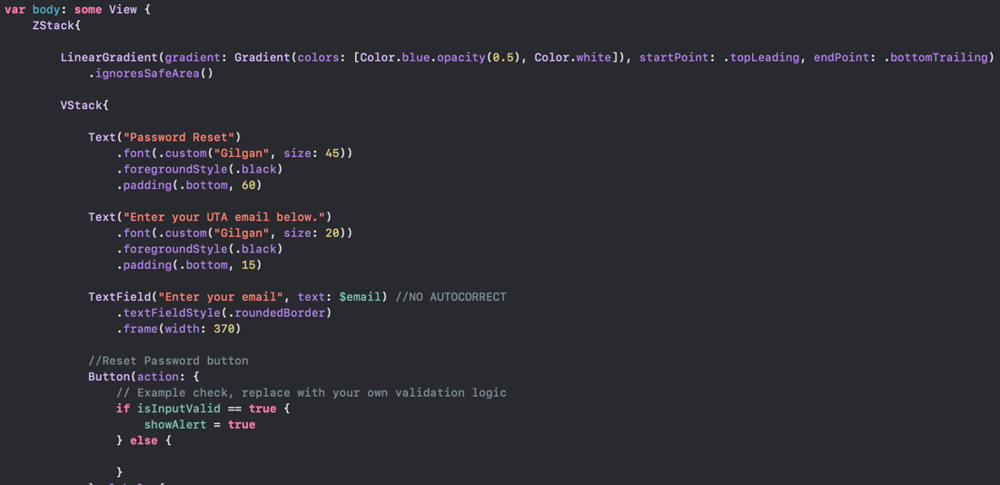 var body: some View {
ZStack{
LinearGradient(gradient: Gradient(colors: [Color.blue.opacity(0.5), Color.white]), startPoint: .topLeading, endPoint: .bottomTrailing)
.ignoresSafeArea()
VStack{
Text("Password Reset")
.font(.custom("Gilgan", size: 45))
.foregroundStyle(.black)
.padding(.bottom, 60)
Text("Enter your UTA email below.")
.font(.custom("Gilgan", size: 20))
.foregroundStyle(.black)
.padding(.bottom, 15)
TextField("Enter your email", text: $email) //NO AUTOCORRECT
.textFieldStyle(.roundedBorder)
.frame(width: 370)
//Reset Password button
Button(action: {
// Example check, replace with your own validation logic
if isInputValid == true {
showAlert = true
} else {
}